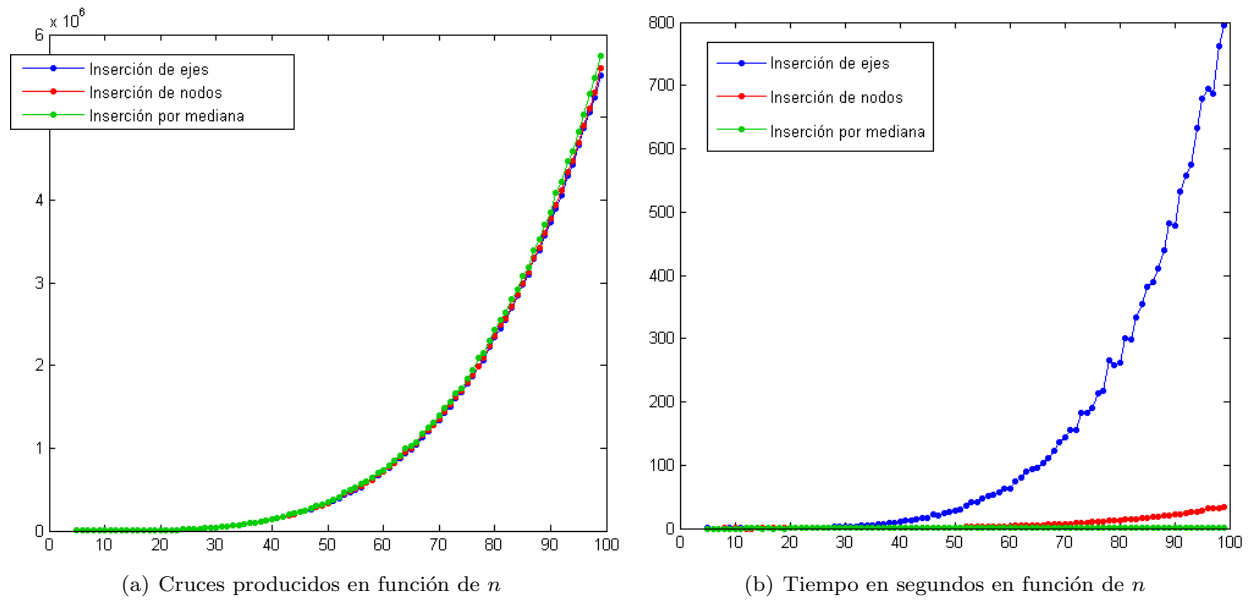 x 10^6
6
Inserción de ejes
Inserción de nodos
Inserción por mediana
4
3
2
1
0
0 10 20 30 40 50 60 70 80 90 100
(a) Cruces producidos en función de n
800
Inserción de ejes
700
Inserción de nodos
Inserción por mediana
600
500
400
300
200
100
0
0 10 20 30 40 50 60 70 80 90 100
(b) Tiempo en segundos en función de n